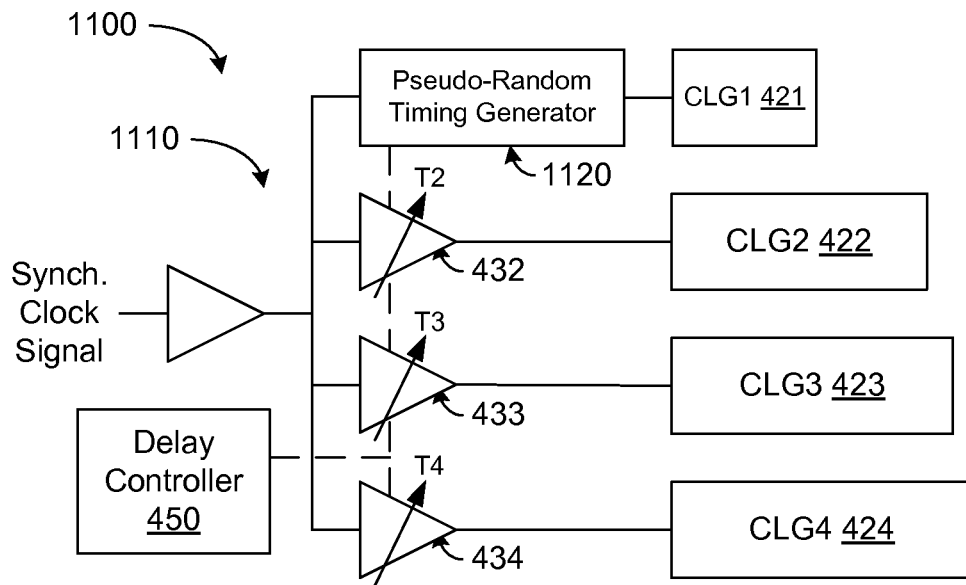 1100
Pseudo-Random
Timing Generator
CLG1 421
1110
1120
T2
CLG2 422
432
Synch.
Clock
Signal
T3
CLG3 423
433
Delay
Controller
450
T4
CLG4 424
434